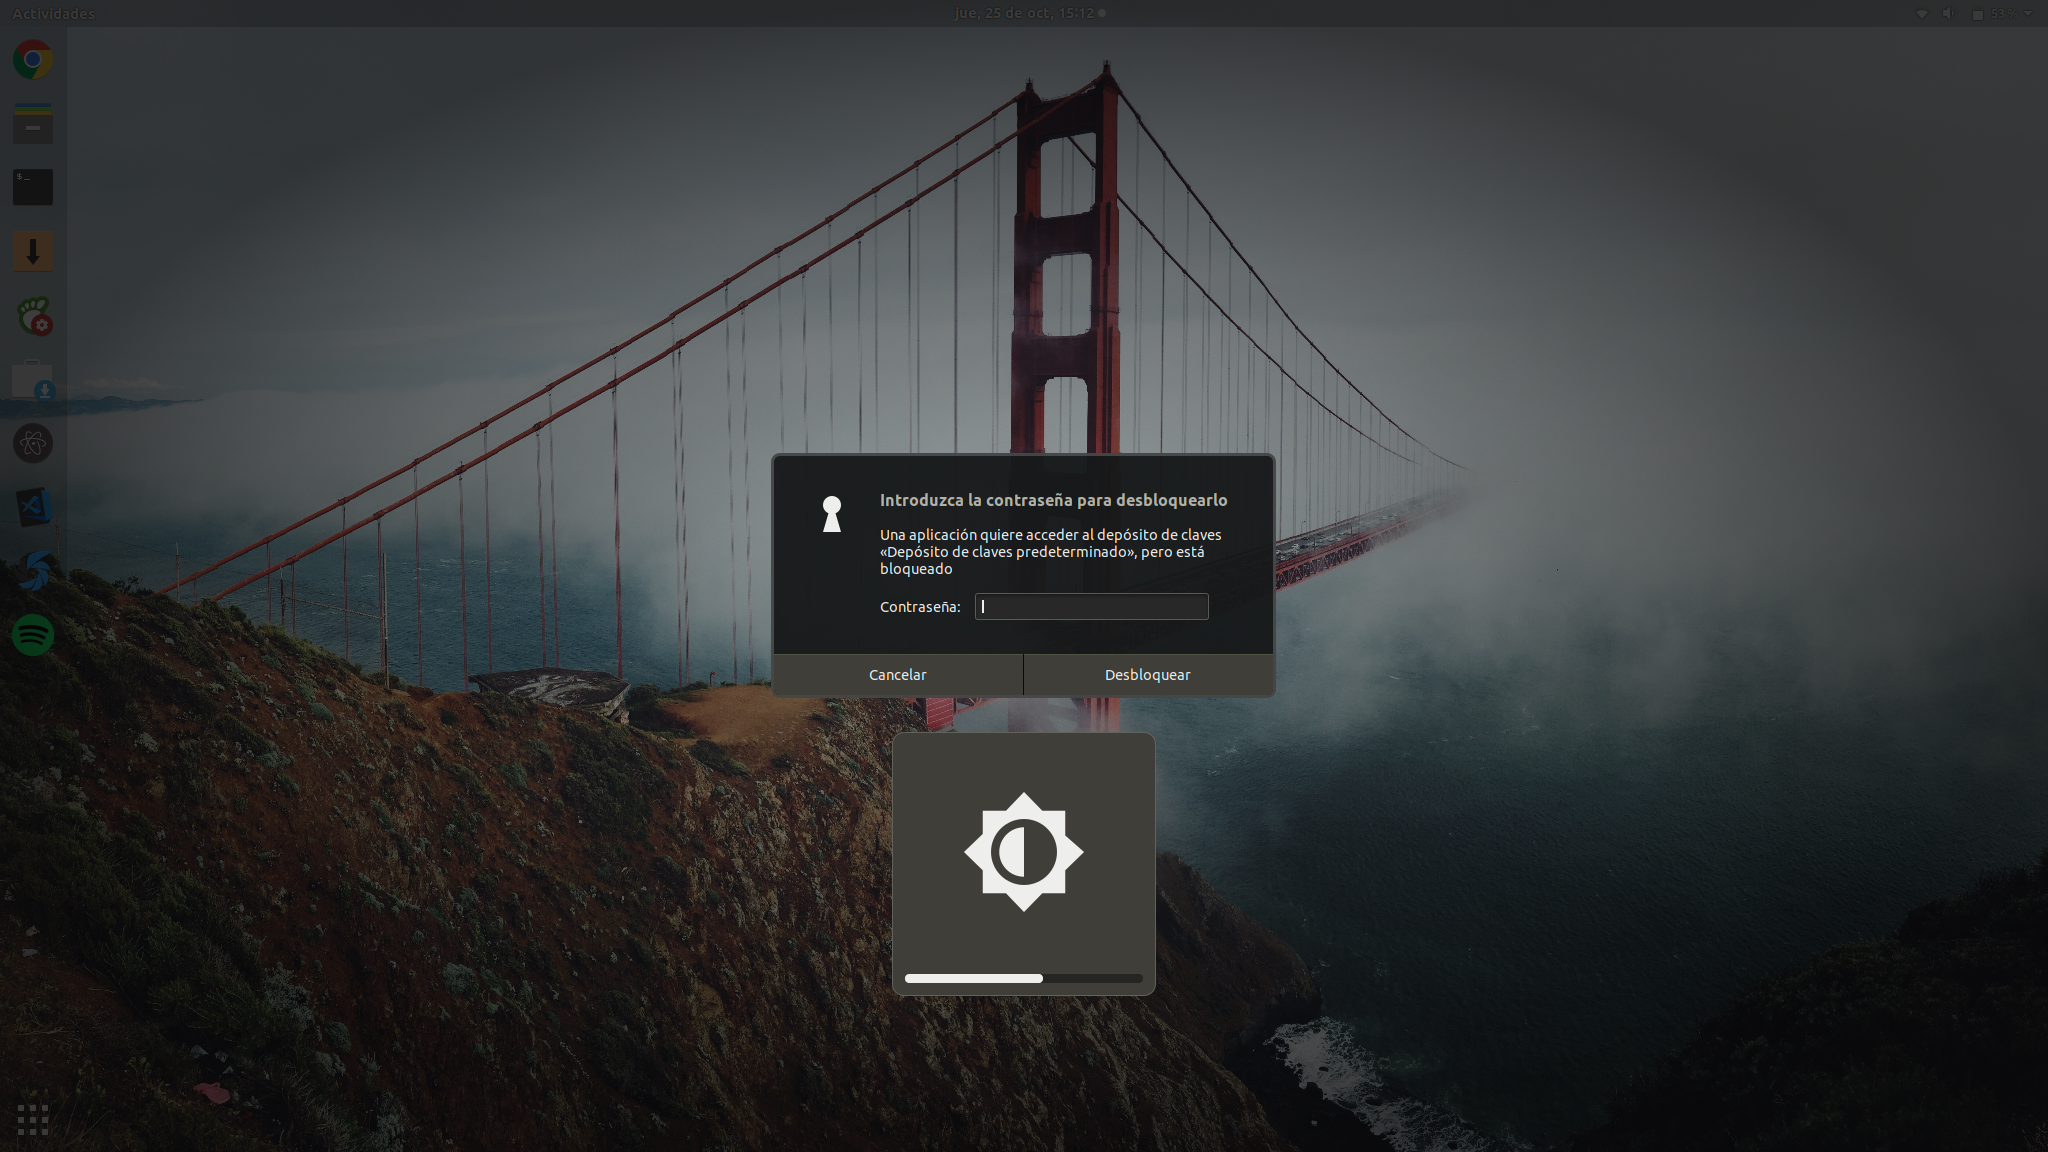 Actividades
jue, 25 de oct, 15:12
53 %
$_
Introduzca la contraseña para desbloquearlo
Una aplicación quiere acceder al depósito de claves
«Depósito de claves predeterminado», pero está
bloqueado
Contraseña:
Cancelar
Desbloquear